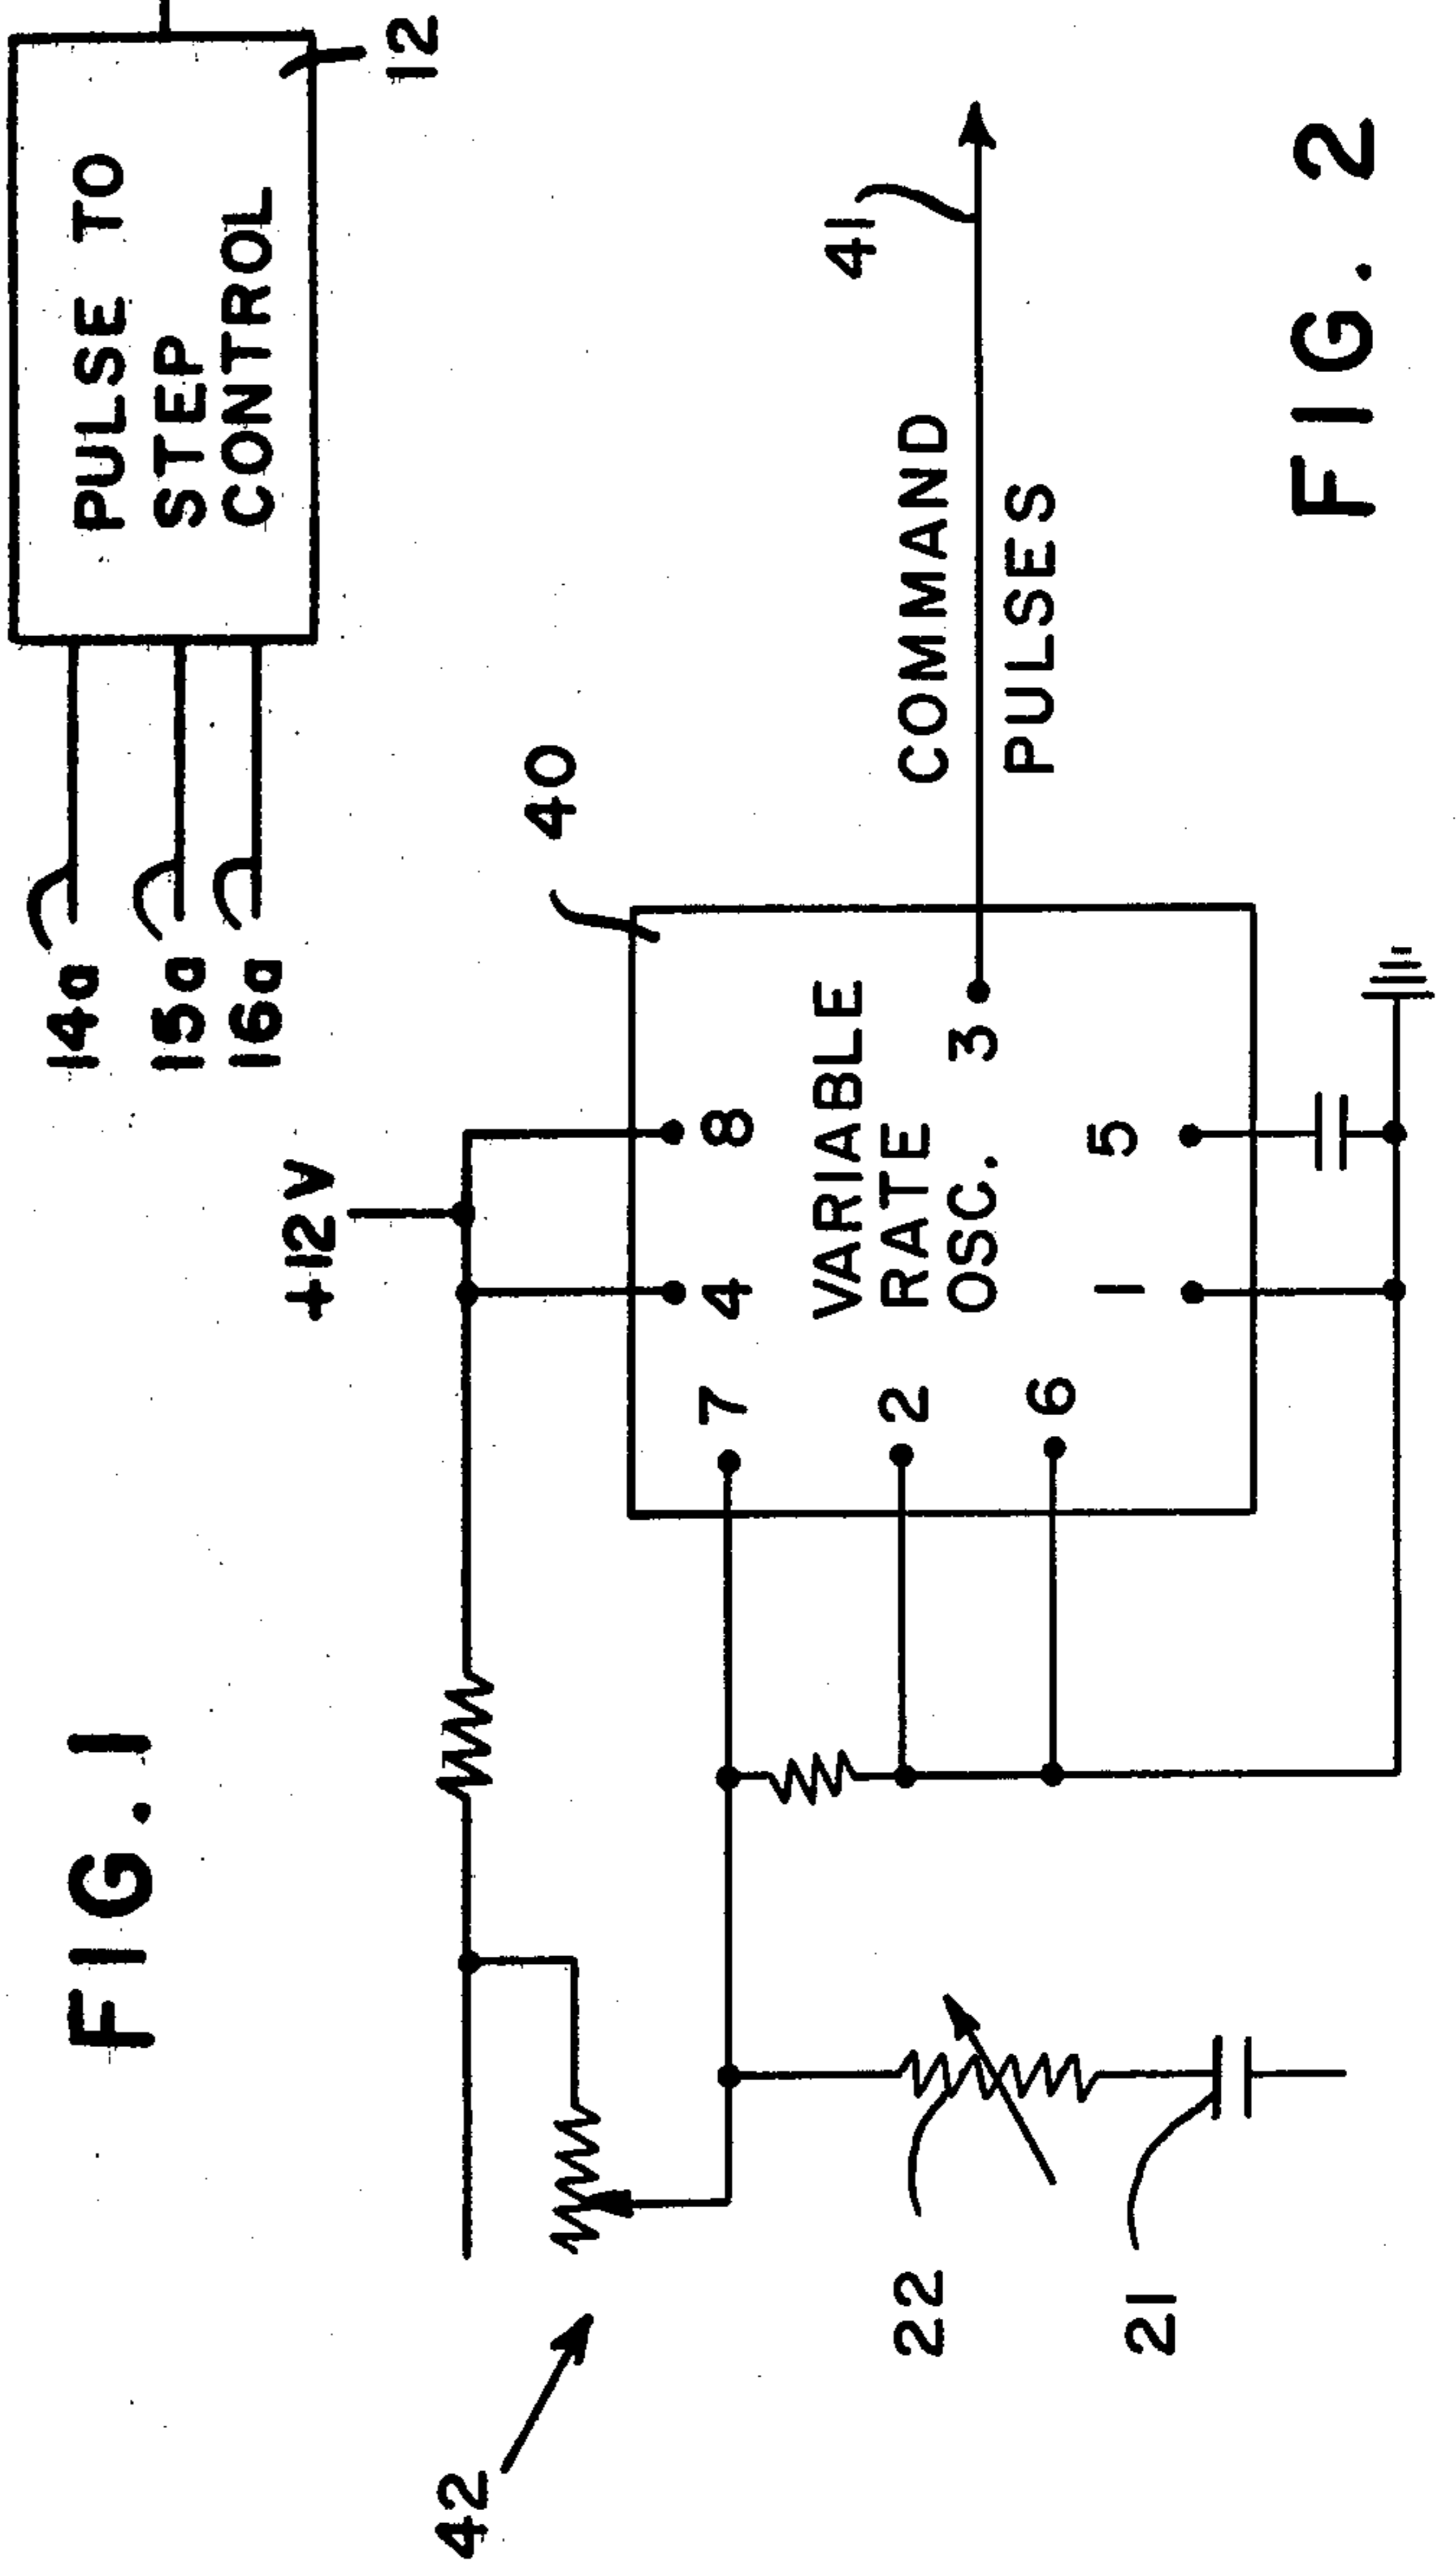 PULSE TO
STEP
CONTROL
12
14a
15a
16a
FIG. 1
+12V
40
7
4
8
VARIABLE
RATE
OSC.
2
6
3
1
5
COMMAND
PULSES
41
42
22
21
FIG. 2